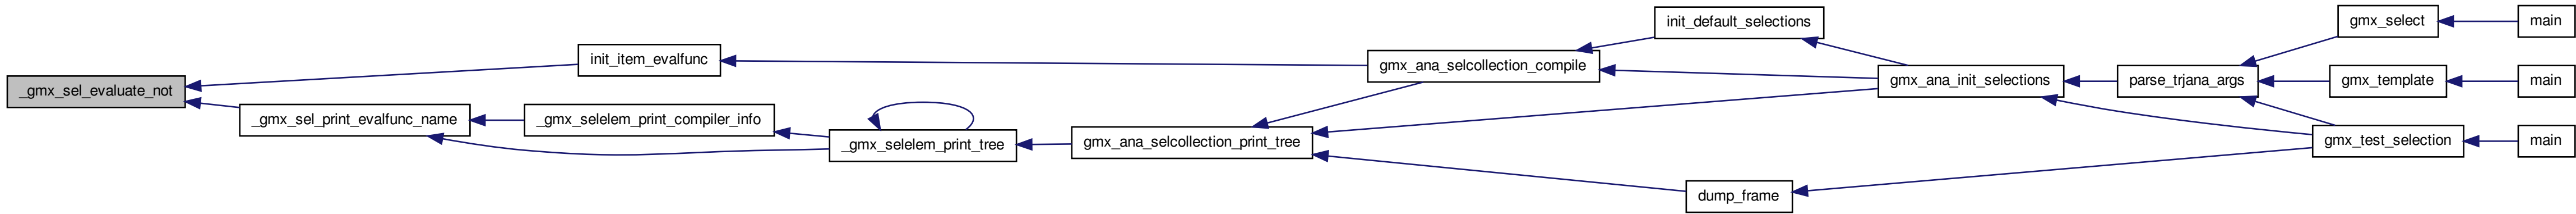 _gmx_sel_evaluate_not
init_item_evalfunc
_gmx_sel_print_evalfunc_name
_gmx_selelem_print_compiler_info
_gmx_selelem_print_tree
gmx_ana_selcollection_compile
gmx_ana_selcollection_print_tree
init_default_selections
gmx_ana_init_selections
dump_frame
parse_trjana_args
gmx_select
gmx_template
gmx_test_selection
main
main
main